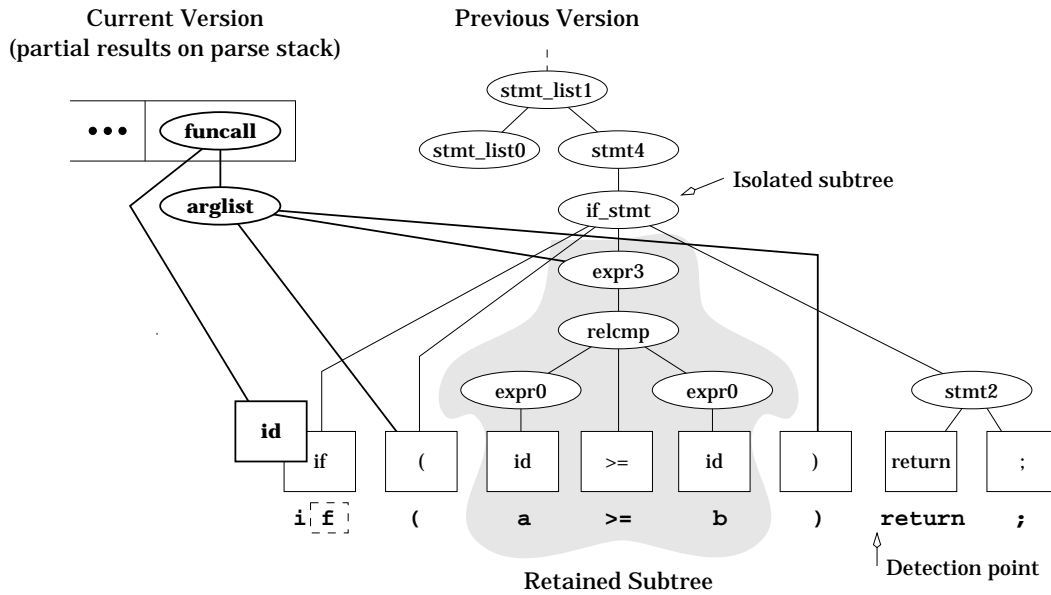 Current Version
(partial results on parse stack)
Previous Version
stmt_list1
•••
funcall
stmt_list0
stmt4
Isolated subtree
arglist
if_stmt
expr3
relcmp
expr0
expr0
stmt2
id
if
(
id
>=
id
)
return
;
i f ( a >= b ) return ;
Retained Subtree
Detection point